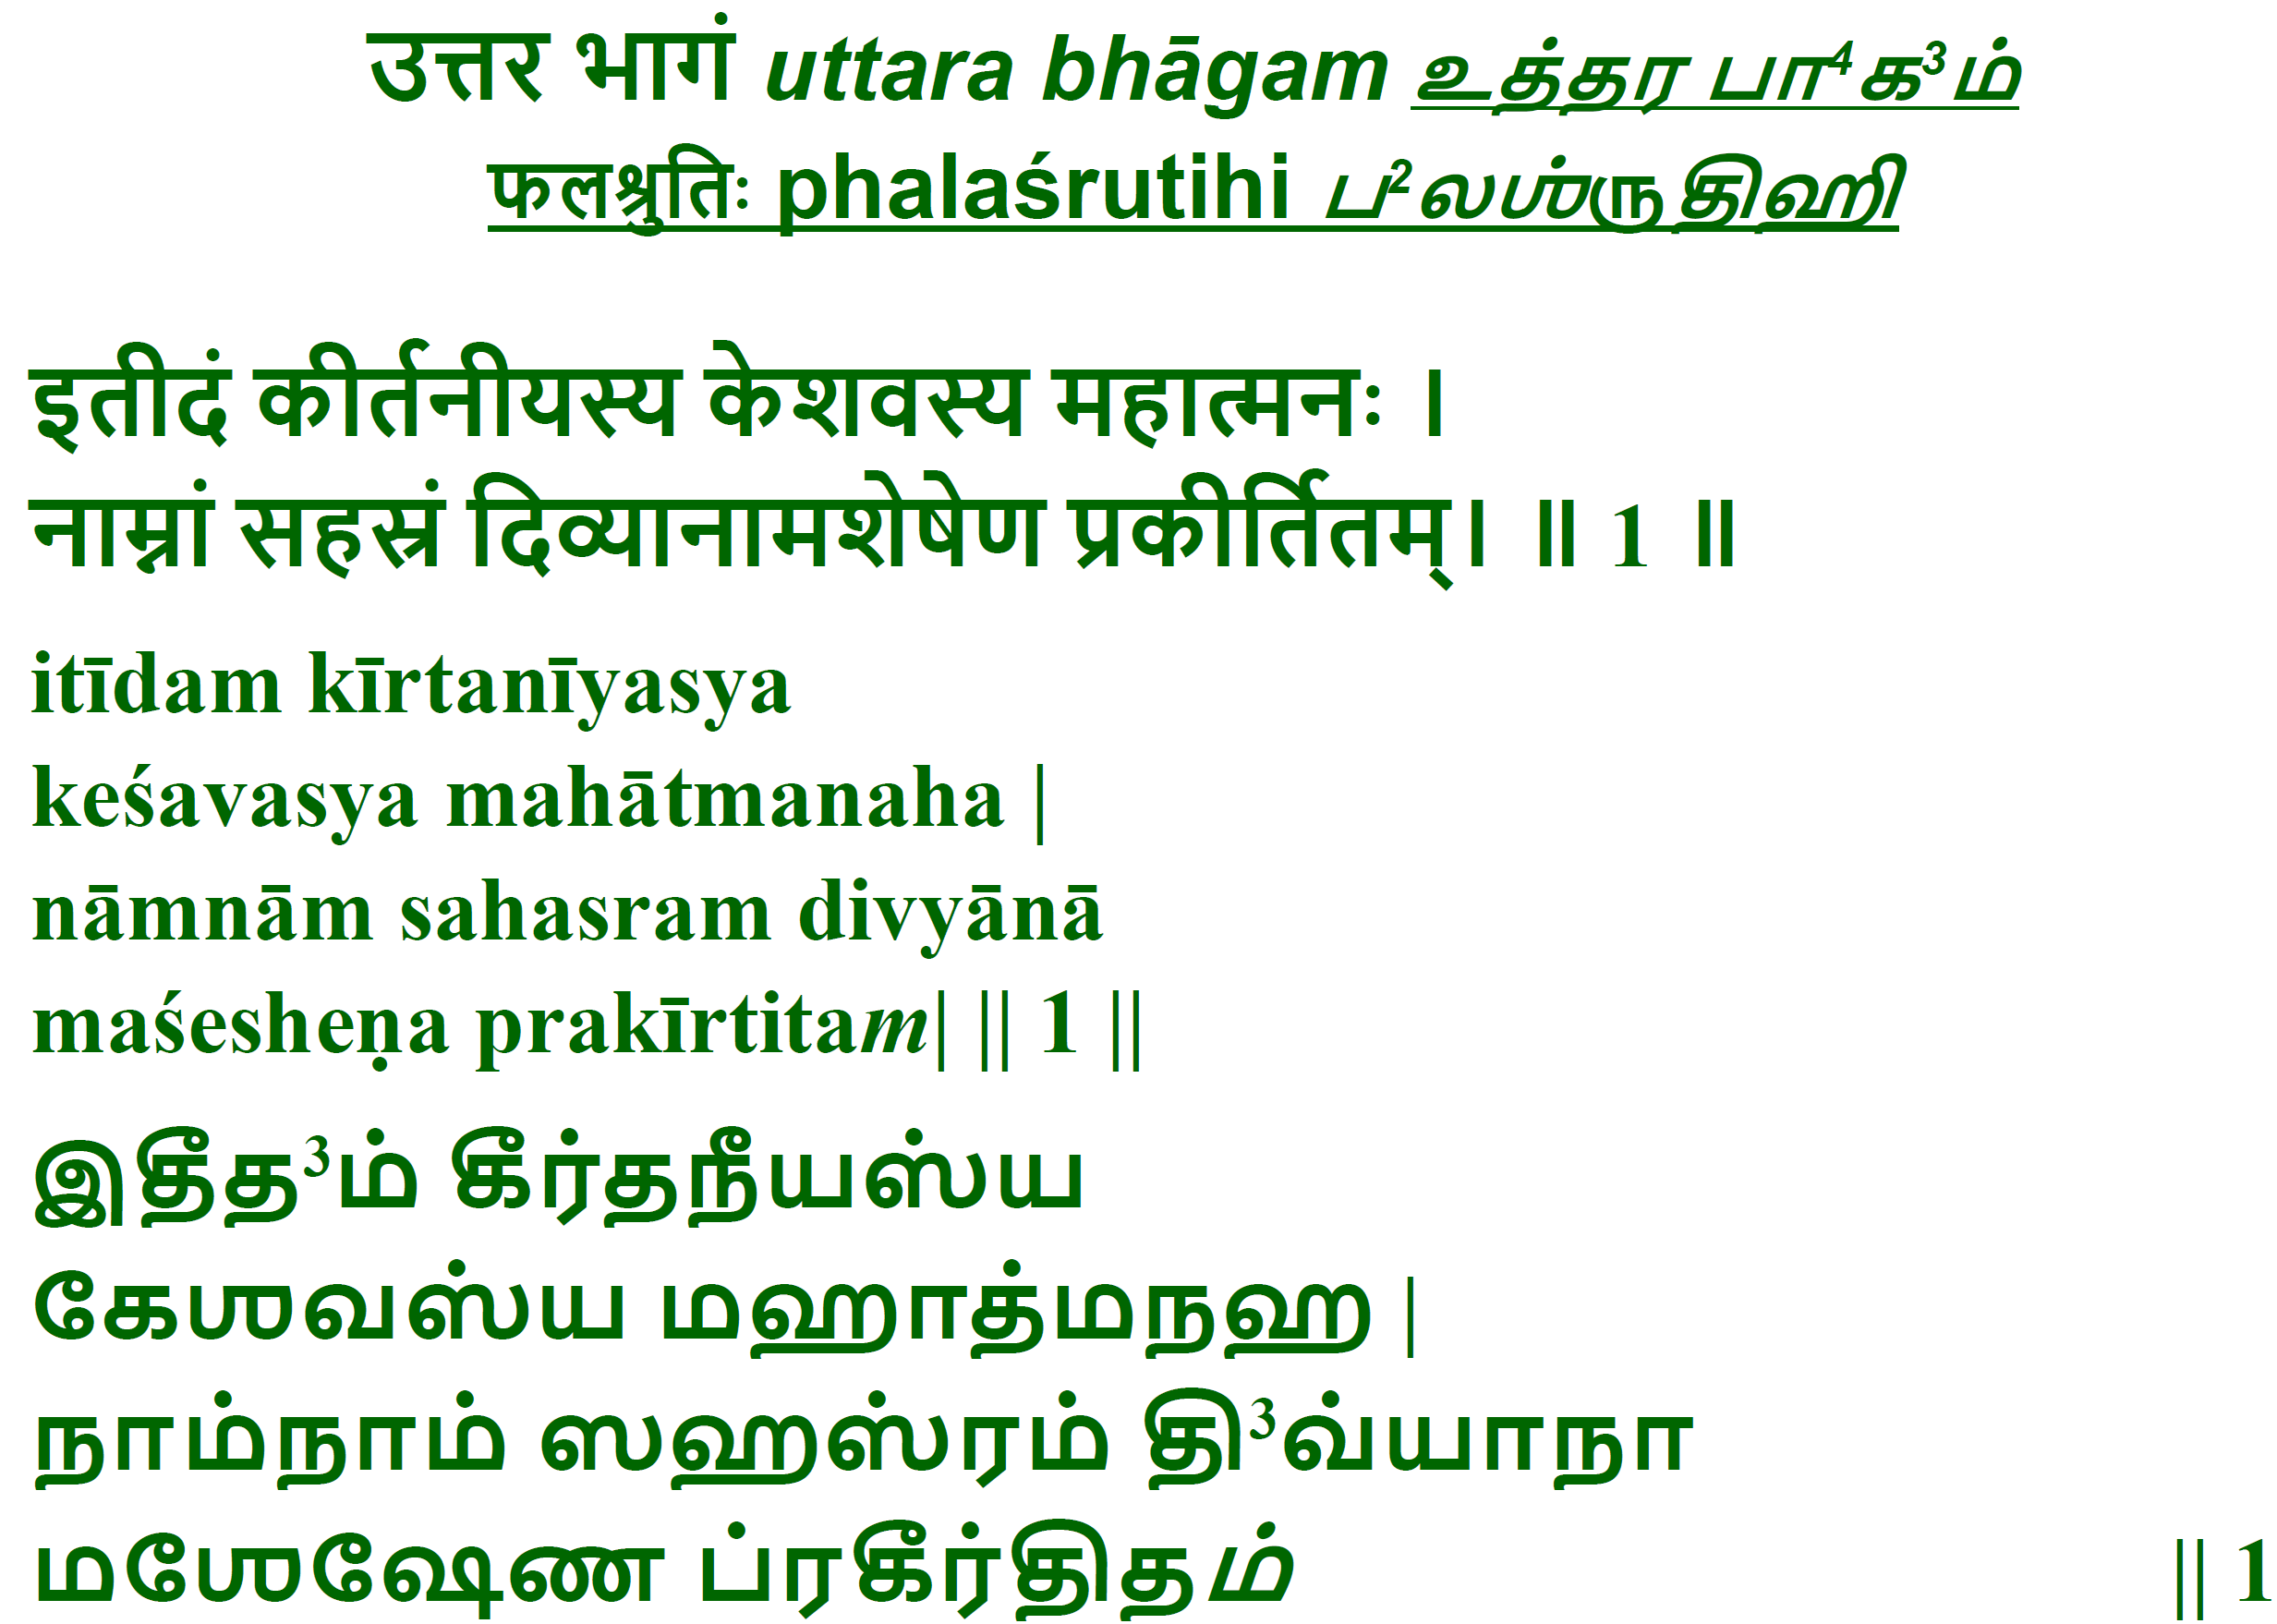 उत्तर भागं uttara bhāgam உத்தர பா⁴க³ம்
फलश्रुतिः phalaśrutihi ப²லஶ்ருதிஹி
इतीदं कीर्तनीयस्य केशवस्य महात्मनः ।
नाम्नां सहस्रं दिव्यानामशेषेण प्रकीर्तितम्। ॥ 1 ॥
itīdam kīrtanīyasya
keśavasya mahātmanaha |
nāmnām sahasram divyānā
maśesheṇa prakīrtitam| || 1 ||
இதீத³ம் கீர்தநீயஸ்ய
கேஶவஸ்ய மஹாத்மநஹ |
நாம்நாம் ஸஹஸ்ரம் தி³வ்யாநா
மஶேஷேண ப்ரகீர்திதம் || 1